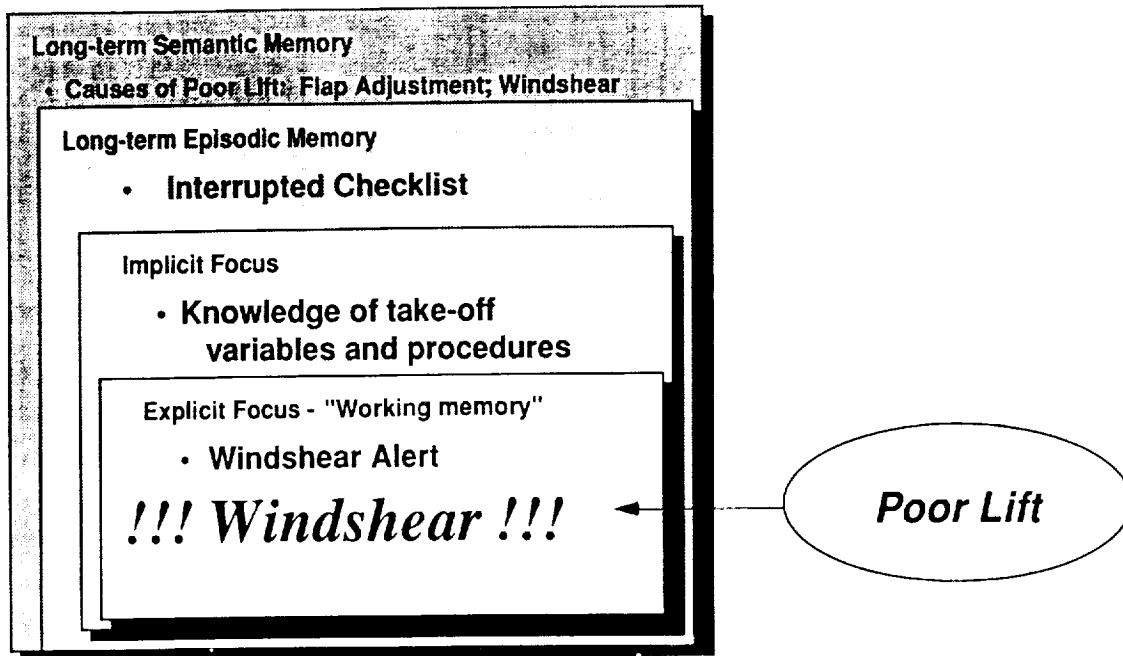 Long-term Semantic Memory
• Causes of Poor Lift: Flap Adjustment; Windshear
Long-term Episodic Memory
• Interrupted Checklist
Implicit Focus
• Knowledge of take-off
variables and procedures
Explicit Focus - "Working memory"
• Windshear Alert
!!! Windshear !!!
Poor Lift